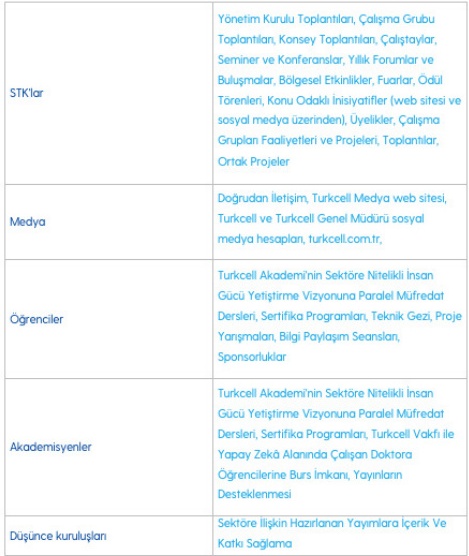 STK'lar
Yönetim Kurulu Toplantıları, Çalışma Grubu
Toplantıları, Konsey Toplantıları, Çalıştaylar,
Seminer ve Konferanslar, Yıllık Forumlar ve
Buluşmalar, Bölgesel Etkinlikler, Fuarlar, Ödül
Törenleri, Konu Odaklı İnisiyatifler (web sitesi ve
sosyal medya üzerinden), Üyelikler, Çalışma
Grupları Faaliyetleri ve Projeleri, Toplantılar,
Ortak Projeler
Medya
Doğrudan İletişim, Turkcell Medya web sitesi,
Turkcell ve Turkcell Genel Müdürü sosyal
medya hesapları, turkcell.com.tr,
Öğrenciler
Turkcell Akademi'nin Sektöre Nitelikli İnsan
Gücü Yetiştirme Vizyonuna Paralel Müfredat
Dersleri, Sertifika Programları, Teknik Gezi, Proje
Yarışmaları, Bilgi Paylaşım Seansları,
Sponsorluklar
Akademisyenler
Turkcell Akademi'nin Sektöre Nitelikli İnsan
Gücü Yetiştirme Vizyonuna Paralel Müfredat
Dersleri, Sertifika Programları, Turkcell Vakfı ile
Yapay Zekâ Alanında Çalışan Doktora
Öğrencilerine Burs İmkanı, Yayınların
Desteklenmesi
Düşünce kuruluşları
Sektöre İlişkin Hazırlanan Yayımlara İçerik Ve
Katkı Sağlama